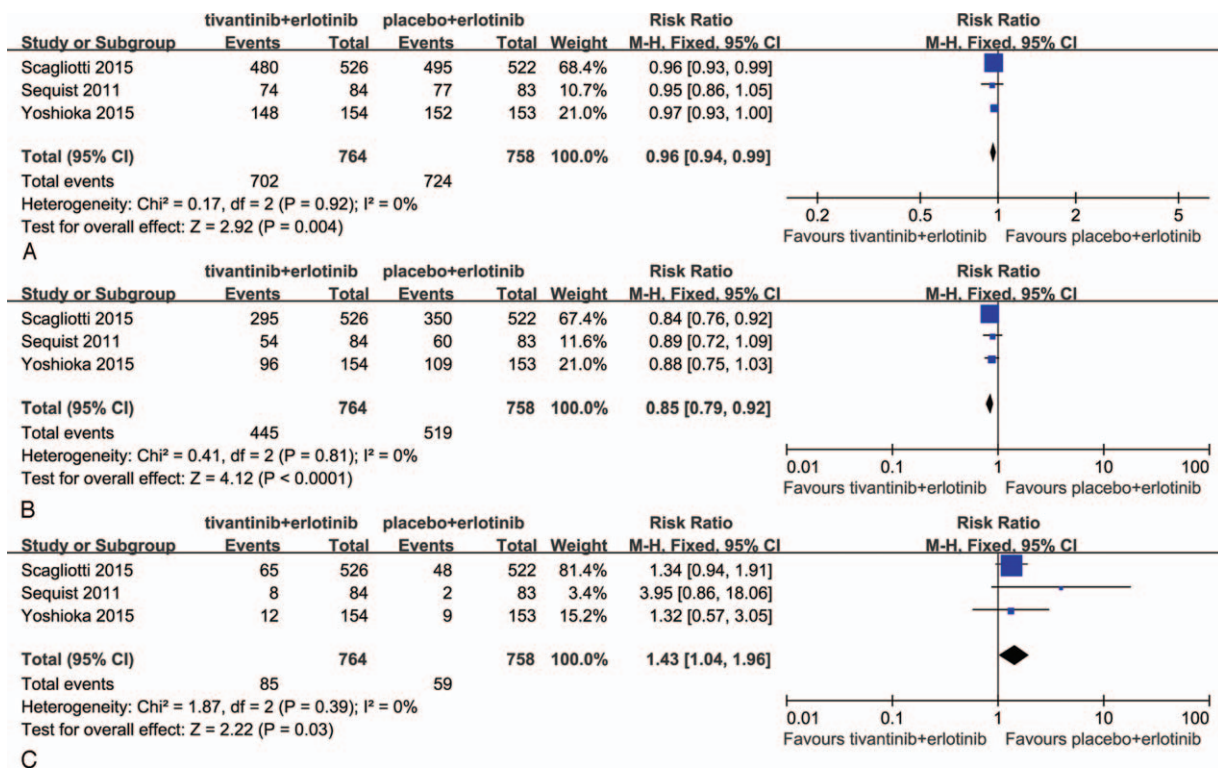 tivantinib+erlotinib placebo+erlotinib Risk Ratio Risk Ratio
Study or Subgroup Events Total Events Total Weight M-H, Fixed, 95% CI M-H, Fixed, 95% CI
Scagliotti 2015 480 526 495 522 68.4% 0.96 [0.93, 0.99]
Sequist 2011 74 84 77 83 10.7% 0.95 [0.86, 1.05]
Yoshioka 2015 148 154 152 153 21.0% 0.97 [0.93, 1.00]
Total (95% CI) 764 758 100.0% 0.96 [0.94, 0.99]
Total events 702 724
Heterogeneity: Chi² = 0.17, df = 2 (P = 0.92); I² = 0%
Test for overall effect: Z = 2.92 (P = 0.004)
0.2 0.5 1 2 5
Favours tivantinib+erlotinib Favours placebo+erlotinib
A
tivantinib+erlotinib placebo+erlotinib Risk Ratio Risk Ratio
Study or Subgroup Events Total Events Total Weight M-H, Fixed, 95% CI M-H, Fixed, 95% CI
Scagliotti 2015 295 526 350 522 67.4% 0.84 [0.76, 0.92]
Sequist 2011 54 84 60 83 11.6% 0.89 [0.72, 1.09]
Yoshioka 2015 96 154 109 153 21.0% 0.88 [0.75, 1.03]
Total (95% CI) 764 758 100.0% 0.85 [0.79, 0.92]
Total events 445 519
Heterogeneity: Chi² = 0.41, df = 2 (P = 0.81); I² = 0%
Test for overall effect: Z = 4.12 (P < 0.0001)
0.01 0.1 1 10 100
Favours tivantinib+erlotinib Favours placebo+erlotinib
B
tivantinib+erlotinib placebo+erlotinib Risk Ratio Risk Ratio
Study or Subgroup Events Total Events Total Weight M-H, Fixed, 95% CI M-H, Fixed, 95% CI
Scagliotti 2015 65 526 48 522 81.4% 1.34 [0.94, 1.91]
Sequist 2011 8 84 2 83 3.4% 3.95 [0.86, 18.06]
Yoshioka 2015 12 154 9 153 15.2% 1.32 [0.57, 3.05]
Total (95% CI) 764 758 100.0% 1.43 [1.04, 1.96]
Total events 85 59
Heterogeneity: Chi² = 1.87, df = 2 (P = 0.39); I² = 0%
Test for overall effect: Z = 2.22 (P = 0.03)
0.01 0.1 1 10 100
Favours tivantinib+erlotinib Favours placebo+erlotinib
C